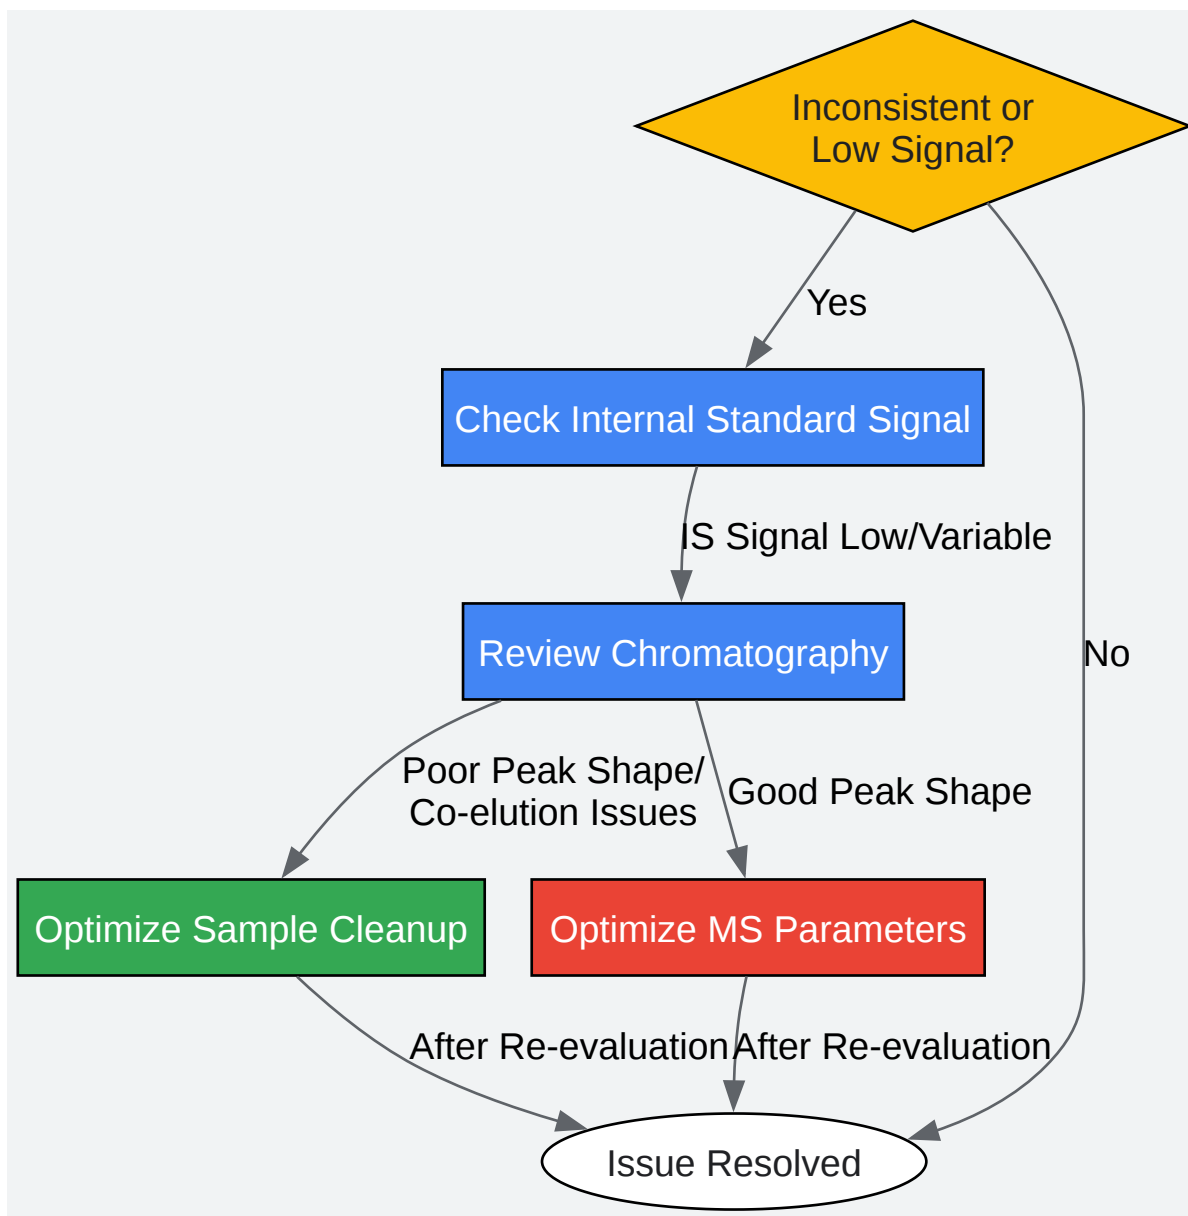 Inconsistent or
Low Signal?
Yes
Check Internal Standard Signal
IS Signal Low/Variable
Review Chromatography
No
Poor Peak Shape/
Co-elution Issues
Good Peak Shape
Optimize Sample Cleanup
Optimize MS Parameters
After Re-evaluation
After Re-evaluation
Issue Resolved